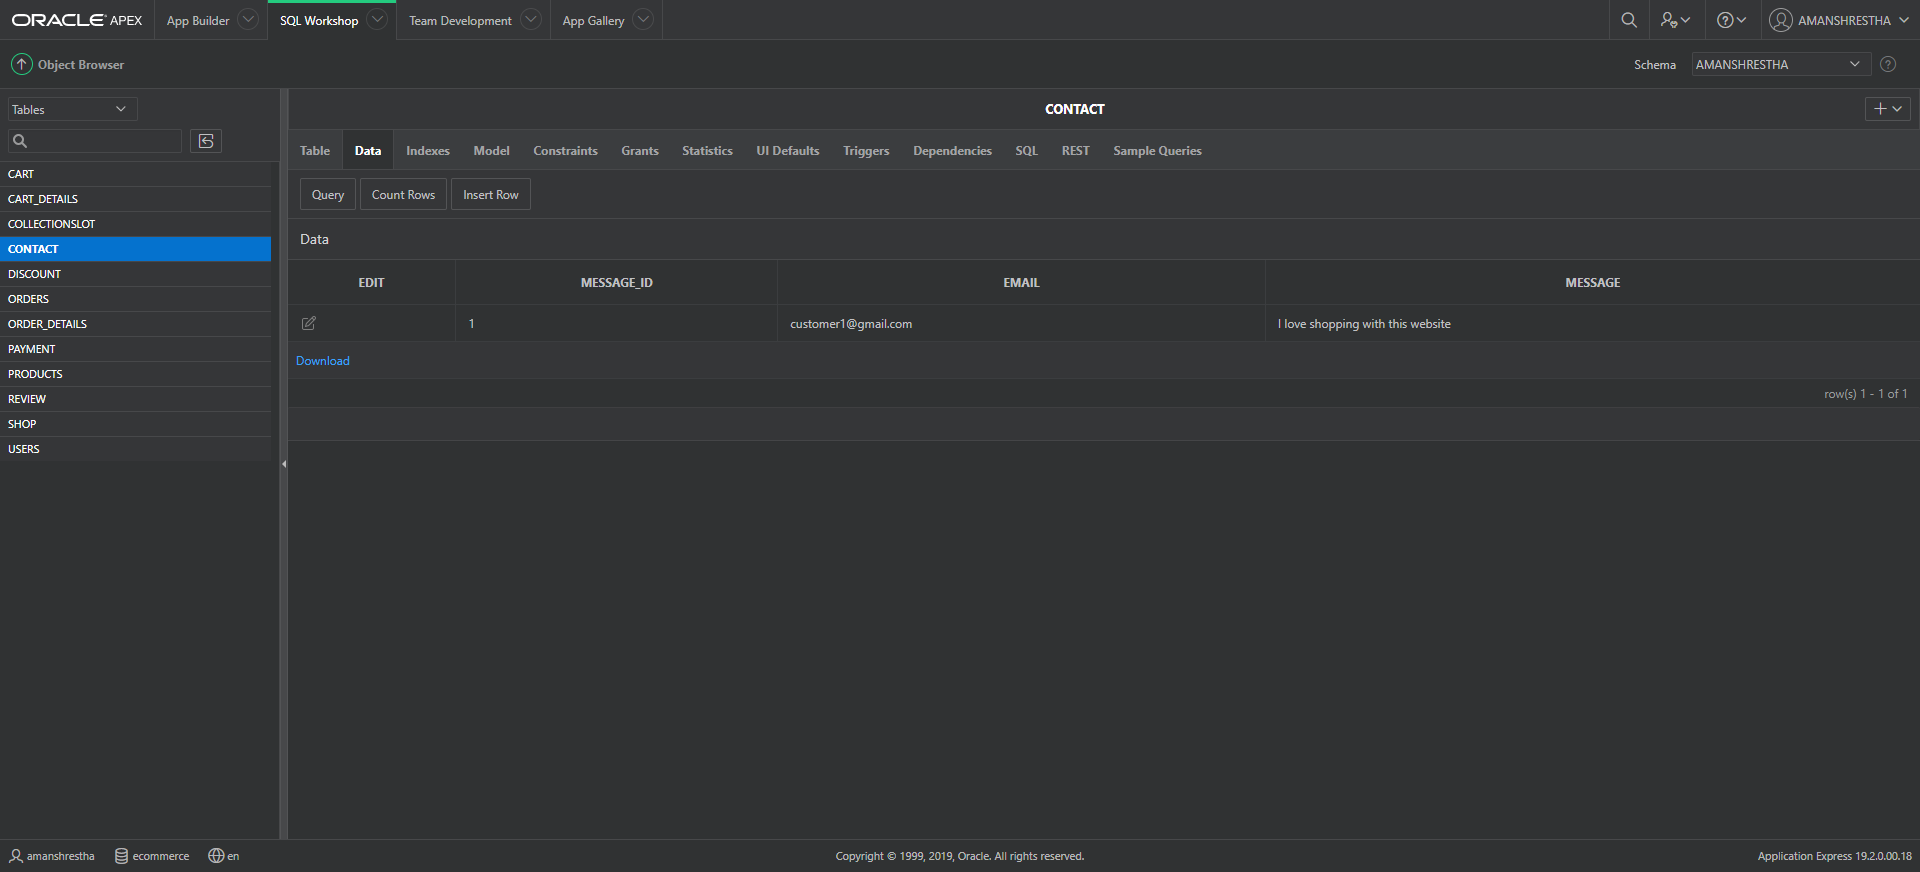 ORACLE APEX App Builder SQL Workshop Team Development App Gallery AMANSHRESTHA
Object Browser Schema AMANSHRESTHA
Tables
CONTACT
Table Data Indexes Model Constraints Grants Statistics UI Defaults Triggers Dependencies SQL REST Sample Queries
CART
CART_DETAILS
COLLECTIONSLOT
CONTACT
DISCOUNT
ORDERS
ORDER_DETAILS
PAYMENT
PRODUCTS
REVIEW
SHOP
USERS
Query Count Rows Insert Row
Data
EDIT MESSAGE_ID EMAIL MESSAGE
1 customer1@gmail.com I love shopping with this website
Download
row(s) 1 - 1 of 1
amanshrestha ecommerce en Copyright © 1999, 2019, Oracle. All rights reserved. Application Express 19.2.0.00.18